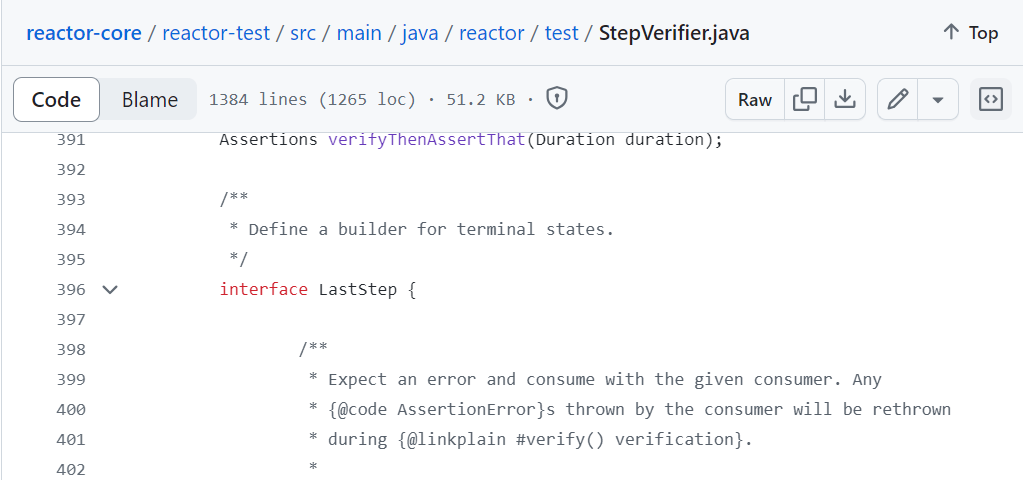 reactor-core / reactor-test / src / main / java / reactor / test / StepVerifier.java Top
Code Blame 1384 lines (1265 loc) · 51.2 KB · Raw
391 Assertions verifyThenAssertThat(Duration duration);
392
393 /**
394 * Define a builder for terminal states.
395 */
396 interface LastStep {
397
398 /**
399 * Expect an error and consume with the given consumer. Any
400 * {@code AssertionError}s thrown by the consumer will be rethrown
401 * during {@linkplain #verify() verification}.
402 *